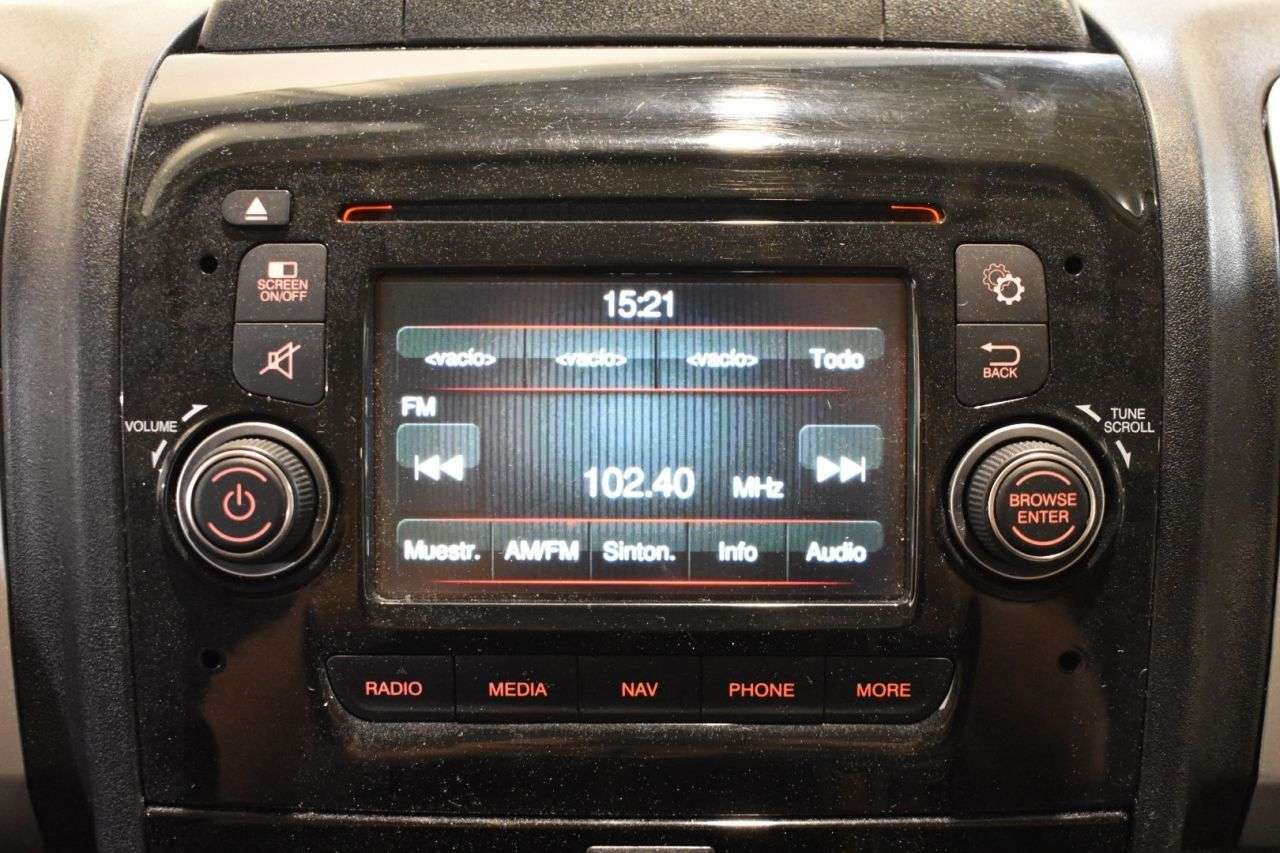 SCREEN
ON/OFF
15:21
<vacío> <vacío> <vacío> Todo
BACK
FM
VOLUME
TUNE
SCROLL
102.40 MHz
BROWSE
ENTER
Muestr. AM/FM Sinton. Info Audio
RADIO MEDIA NAV PHONE MORE